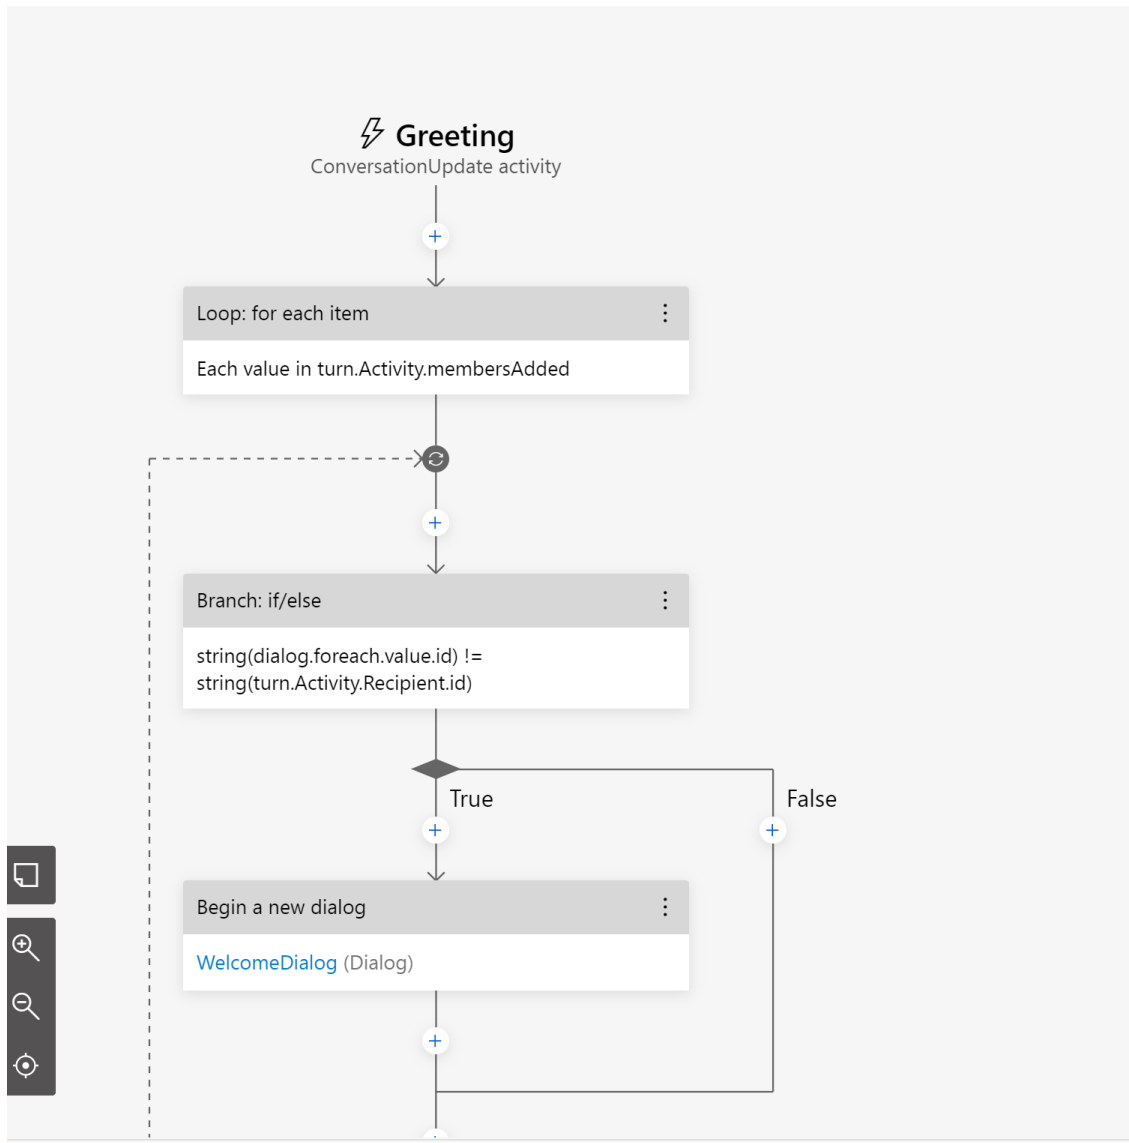 Greeting
ConversationUpdate activity
Loop: for each item
Each value in turn.Activity.membersAdded
Branch: if/else
string(dialog.foreach.value.id) !=
string(turn.Activity.Recipient.id)
True
False
Begin a new dialog
WelcomeDialog (Dialog)